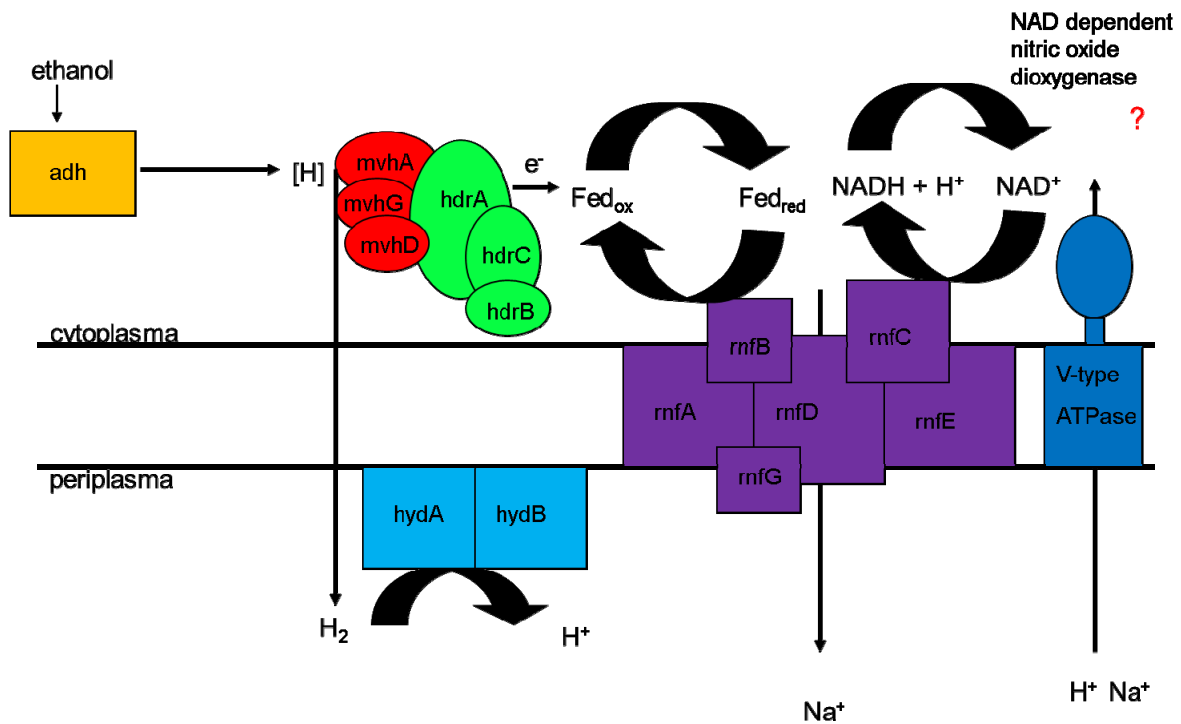 NAD dependent
nitric oxide
dioxygenase
?
ethanol
adh
[H]
mvhA
mvhG
mvhD
hdrA
hdrC
hdrB
e⁻
Fedox
Fedred
NADH + H⁺
NAD⁺
cytoplasma
rnfB
rnfC
rnfA
rnfD
rnfE
rnfG
V-type
ATPase
periplasma
hydA
hydB
H₂
H⁺
Na⁺
H⁺ Na⁺